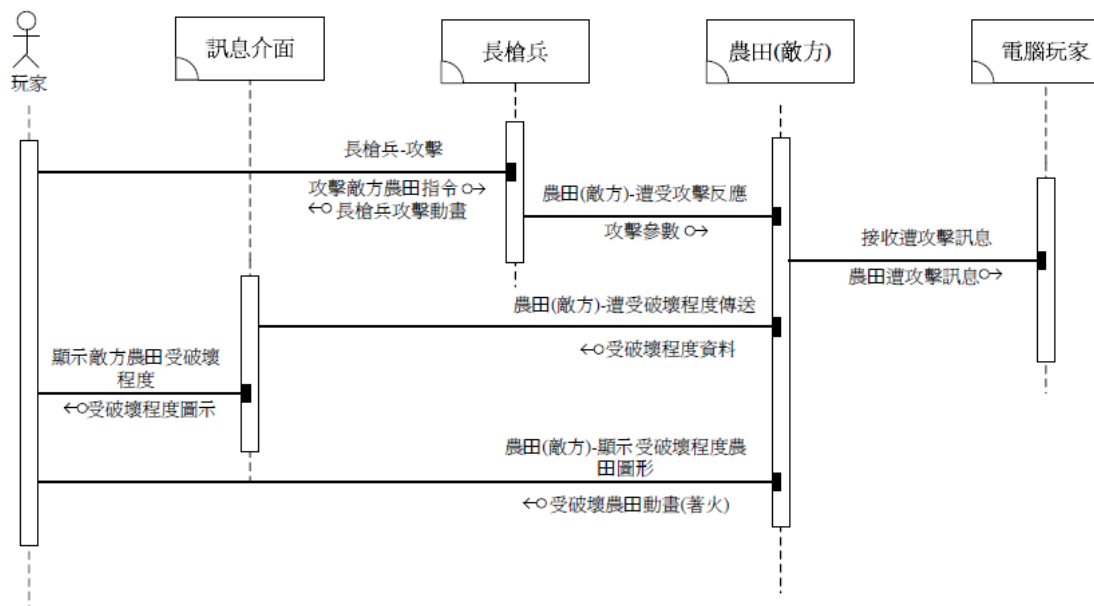 玩家
訊息介面
長槍兵
農田(敵方)
電腦玩家
長槍兵-攻擊
攻擊敵方農田指令
長槍兵攻擊動畫
農田(敵方)-遭受攻擊反應
攻擊參數
接收遭攻擊訊息
農田遭攻擊訊息
農田(敵方)-遭受破壞程度傳送
受破壞程度資料
顯示敵方農田受破壞
程度
受破壞程度圖示
農田(敵方)-顯示受破壞程度農
田圖形
受破壞農田動畫(著火)